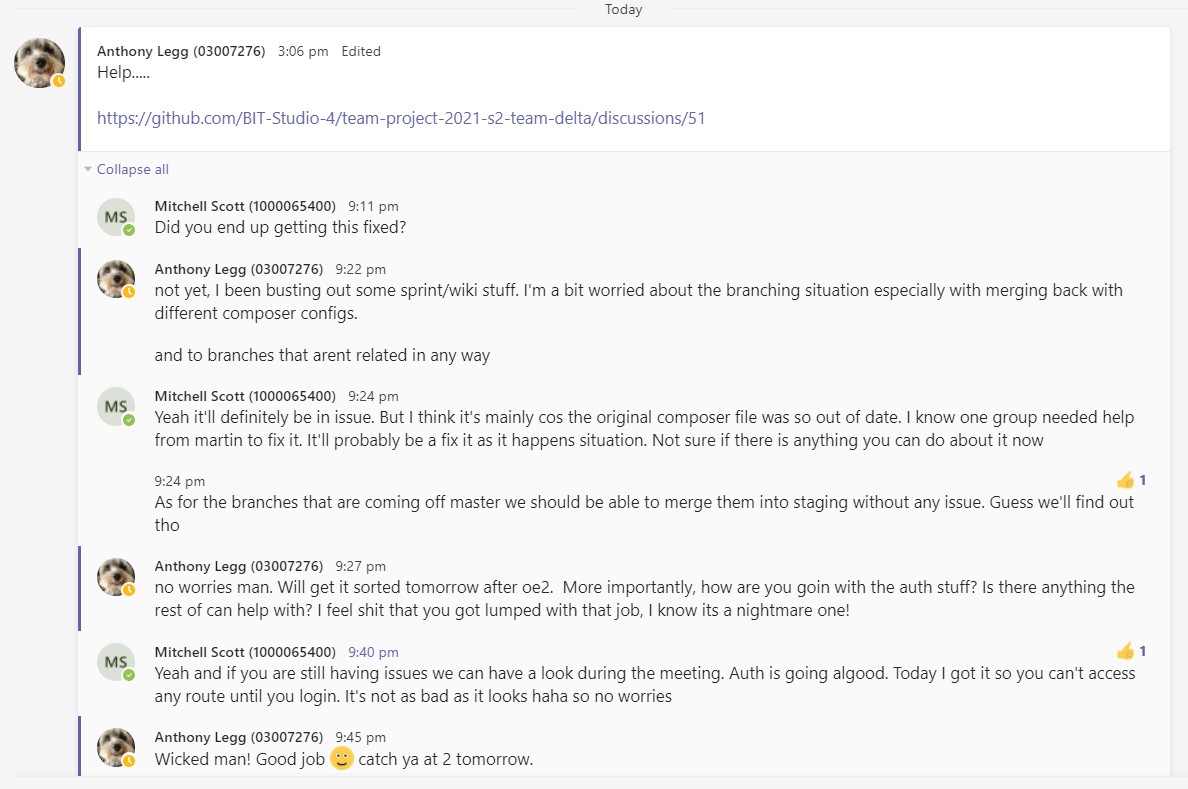 Today
Anthony Legg (03007276) 3:06 pm Edited
Help.....
https://github.com/BIT-Studio-4/team-project-2021-s2-team-delta/discussions/51
Collapse all
MS
Mitchell Scott (1000065400) 9:11 pm
Did you end up getting this fixed?
Anthony Legg (03007276) 9:22 pm
not yet, I been busting out some sprint/wiki stuff. I'm a bit worried about the branching situation especially with merging back with
different composer configs.
and to branches that arent related in any way
MS
Mitchell Scott (1000065400) 9:24 pm
Yeah it'll definitely be in issue. But I think it's mainly cos the original composer file was so out of date. I know one group needed help
from martin to fix it. It'll probably be a fix it as it happens situation. Not sure if there is anything you can do about it now
9:24 pm 👍 1
As for the branches that are coming off master we should be able to merge them into staging without any issue. Guess we'll find out
tho
Anthony Legg (03007276) 9:27 pm
no worries man. Will get it sorted tomorrow after oe2.  More importantly, how are you goin with the auth stuff? Is there anything the
rest of can help with? I feel shit that you got lumped with that job, I know its a nightmare one!
MS
Mitchell Scott (1000065400) 9:40 pm 👍 1
Yeah and if you are still having issues we can have a look during the meeting. Auth is going algood. Today I got it so you can't access
any route until you login. It's not as bad as it looks haha so no worries
Anthony Legg (03007276) 9:45 pm
Wicked man! Good job 🙂 catch ya at 2 tomorrow.